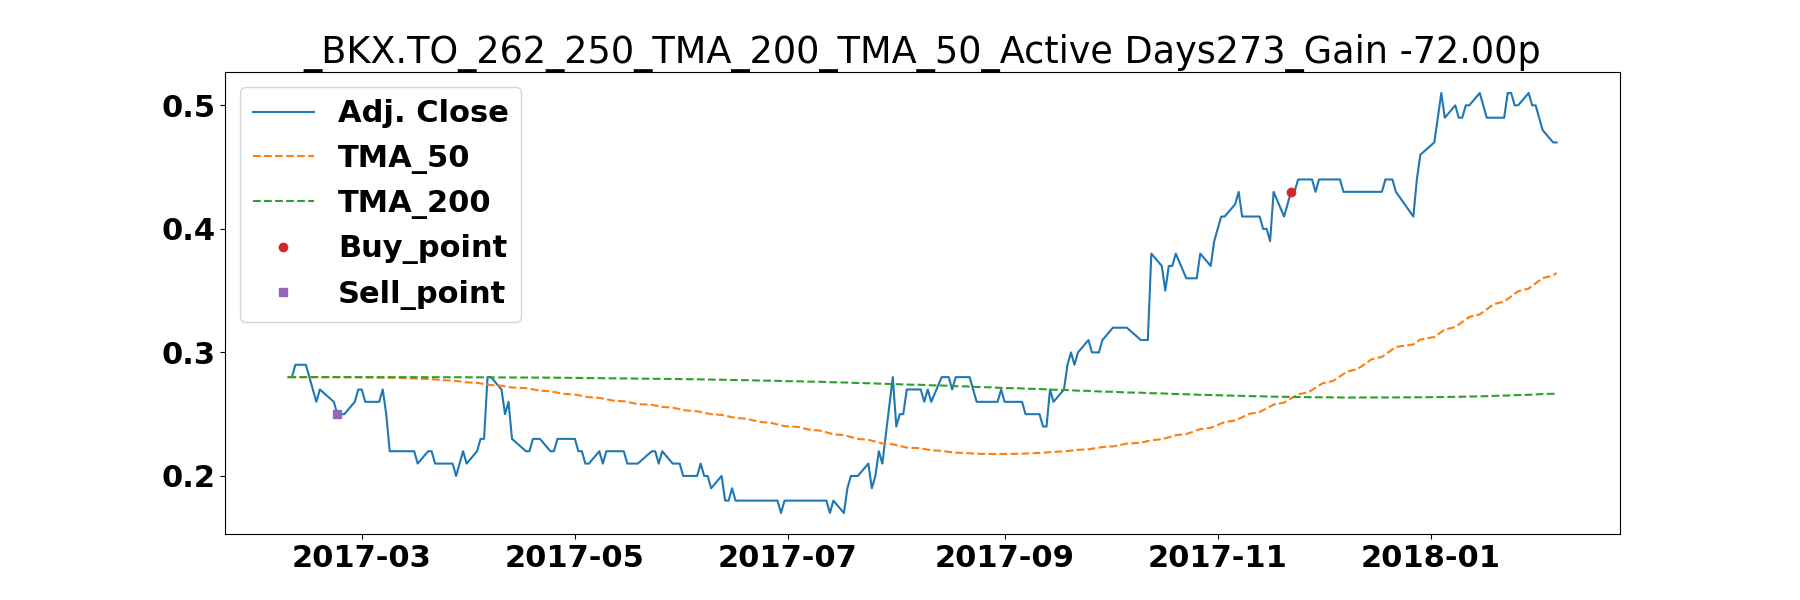 _BKX.TO_262_250_TMA_200_TMA_50_Active Days273_Gain -72.00p
Adj. Close
TMA_50
TMA_200
Buy_point
Sell_point
0.5
0.4
0.3
0.2
2017-03 2017-05 2017-07 2017-09 2017-11 2018-01